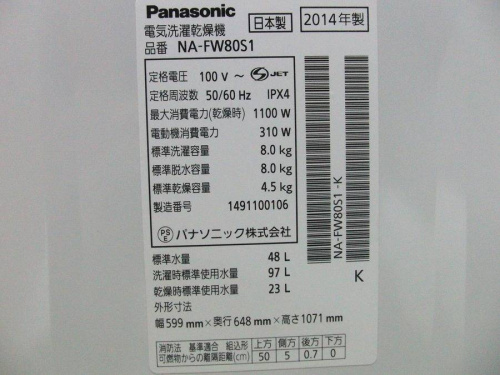 Panasonic
電気洗濯乾燥機 日本製 2014年製
品番 NA-FW80S1
定格電圧 100 V ～ S JET
定格周波数 50/60 Hz IPX4
最大消費電力(乾燥時) 1100 W
電動機消費電力 310 W
標準洗濯容量 8.0 kg
標準脱水容量 8.0 kg
標準乾燥容量 4.5 kg
製造番号 1491100106
PS E パナソニック株式会社
NA-FW80S1 -K
標準水量 48 L
洗濯時標準使用水量 97 L
乾燥時標準使用水量 23 L
K
外形寸法
幅 599 mm×奥行 648 mm×高さ 1071 mm
消防法 基準適合 組込形 上方 側方 後方 下方
可燃物からの離隔距離(cm) 50 5 0.7 0